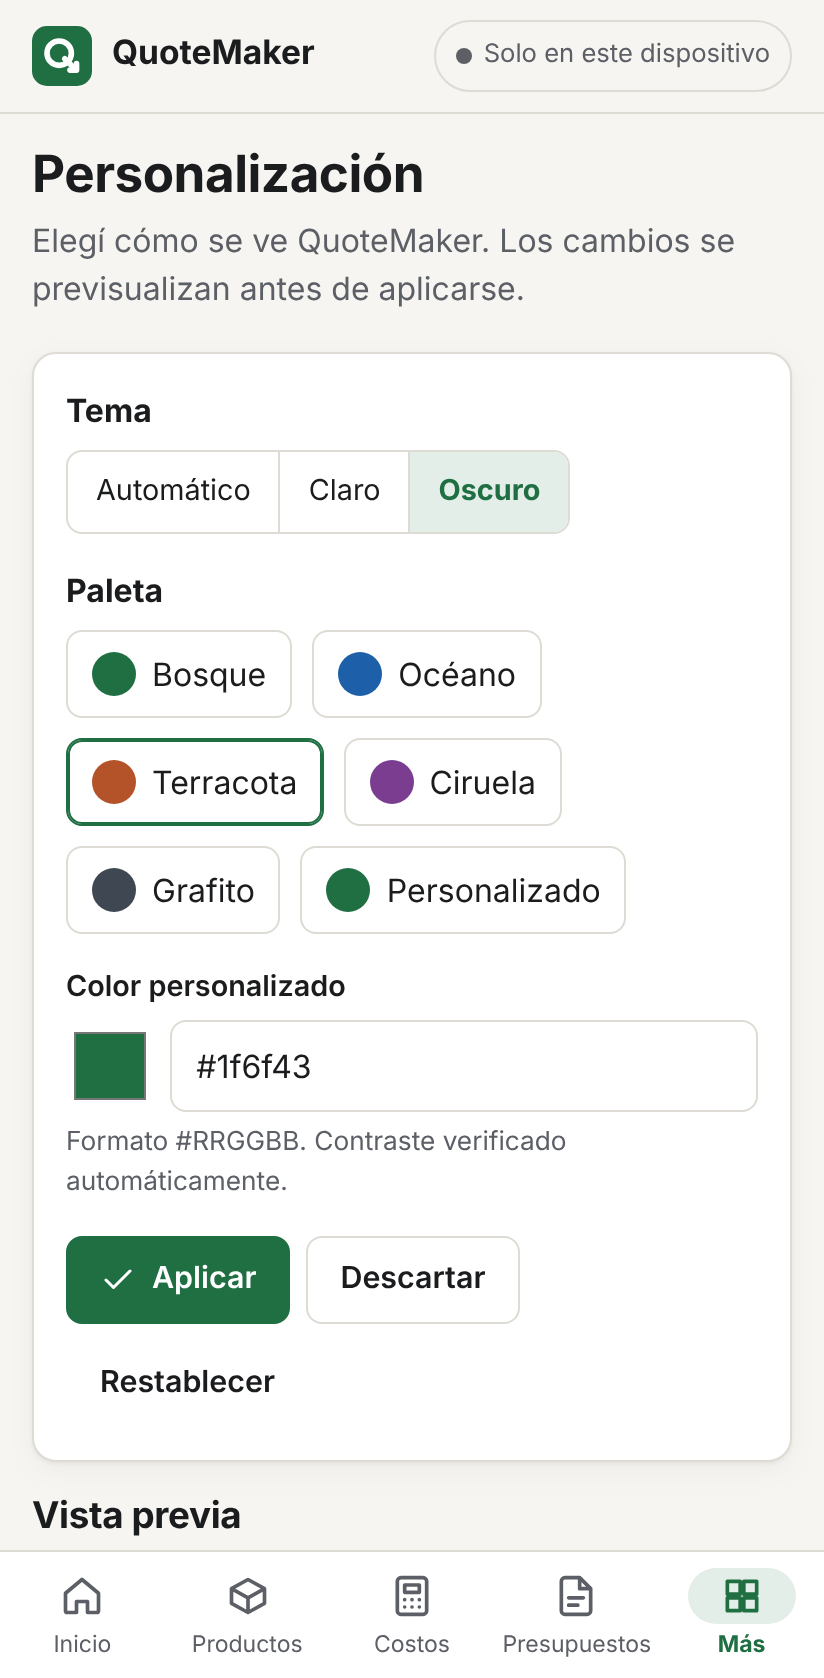 QuoteMaker
Solo en este dispositivo
Personalización
Elegí cómo se ve QuoteMaker. Los cambios se
previsualizan antes de aplicarse.
Tema
Automático
Claro
Oscuro
Paleta
Bosque
Océano
Terracota
Ciruela
Grafito
Personalizado
Color personalizado
#1f6f43
Formato #RRGGBB. Contraste verificado
automáticamente.
Aplicar
Descartar
Restablecer
Vista previa
Inicio
Productos
Costos
Presupuestos
Más